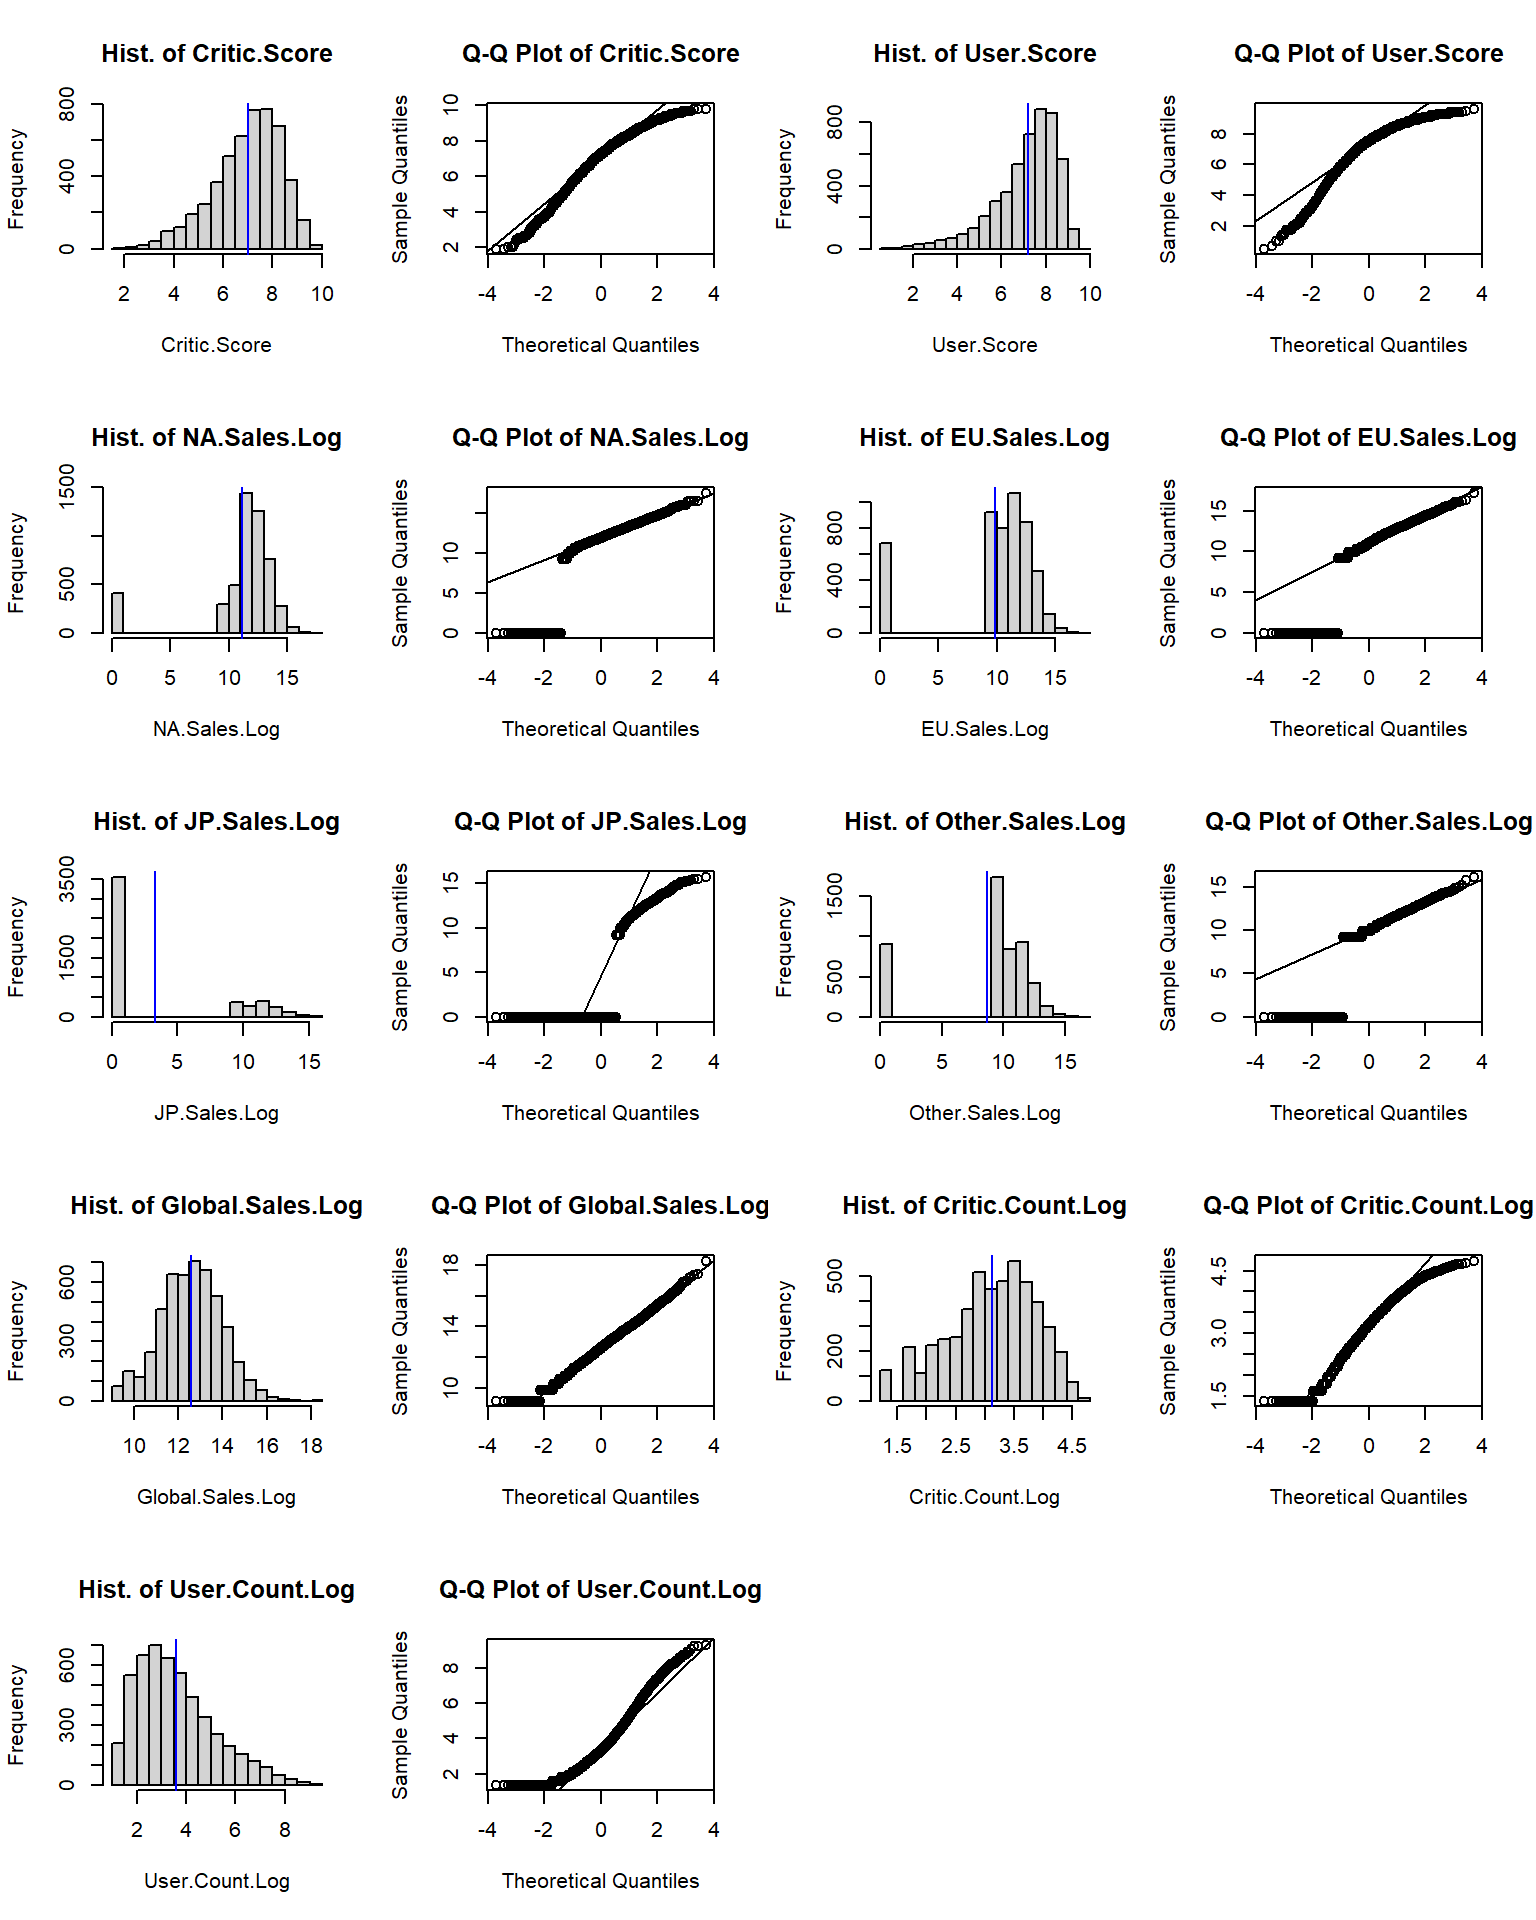 Hist. of Critic.Score
Frequency
0 400 800
2 4 6 8 10
Critic.Score
Q-Q Plot of Critic.Score
Sample Quantiles
2 4 6 8 10
-4 -2 0 2 4
Theoretical Quantiles
Hist. of User.Score
Frequency
0 400 800
2 4 6 8 10
User.Score
Q-Q Plot of User.Score
Sample Quantiles
2 4 6 8
-4 -2 0 2 4
Theoretical Quantiles
Hist. of NA.Sales.Log
Frequency
0 500 1500
0 5 10 15
NA.Sales.Log
Q-Q Plot of NA.Sales.Log
Sample Quantiles
0 5 10
-4 -2 0 2 4
Theoretical Quantiles
Hist. of EU.Sales.Log
Frequency
0 400 800
0 5 10 15
EU.Sales.Log
Q-Q Plot of EU.Sales.Log
Sample Quantiles
0 5 10 15
-4 -2 0 2 4
Theoretical Quantiles
Hist. of JP.Sales.Log
Frequency
0 1500 3500
0 5 10 15
JP.Sales.Log
Q-Q Plot of JP.Sales.Log
Sample Quantiles
0 5 10 15
-4 -2 0 2 4
Theoretical Quantiles
Hist. of Other.Sales.Log
Frequency
0 500 1500
0 5 10 15
Other.Sales.Log
Q-Q Plot of Other.Sales.Log
Sample Quantiles
0 5 10 15
-4 -2 0 2 4
Theoretical Quantiles
Hist. of Global.Sales.Log
Frequency
0 300 600
10 12 14 16 18
Global.Sales.Log
Q-Q Plot of Global.Sales.Log
Sample Quantiles
10 14 18
-4 -2 0 2 4
Theoretical Quantiles
Hist. of Critic.Count.Log
Frequency
0 200 500
1.5 2.5 3.5 4.5
Critic.Count.Log
Q-Q Plot of Critic.Count.Log
Sample Quantiles
1.5 3.0 4.5
-4 -2 0 2 4
Theoretical Quantiles
Hist. of User.Count.Log
Frequency
0 300 600
2 4 6 8
User.Count.Log
Q-Q Plot of User.Count.Log
Sample Quantiles
2 4 6 8
-4 -2 0 2 4
Theoretical Quantiles